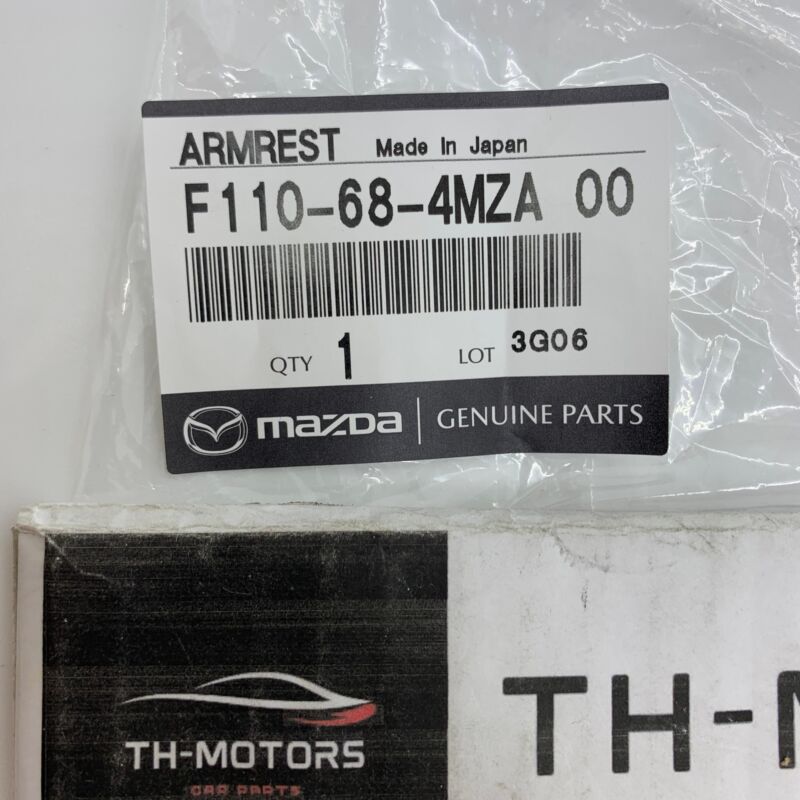 ARMREST Made In Japan
F110-68-4MZA 00
QTY 1 LOT 3G06
mazda GENUINE PARTS
TH-MOTORS
CAR PARTS
TH-M